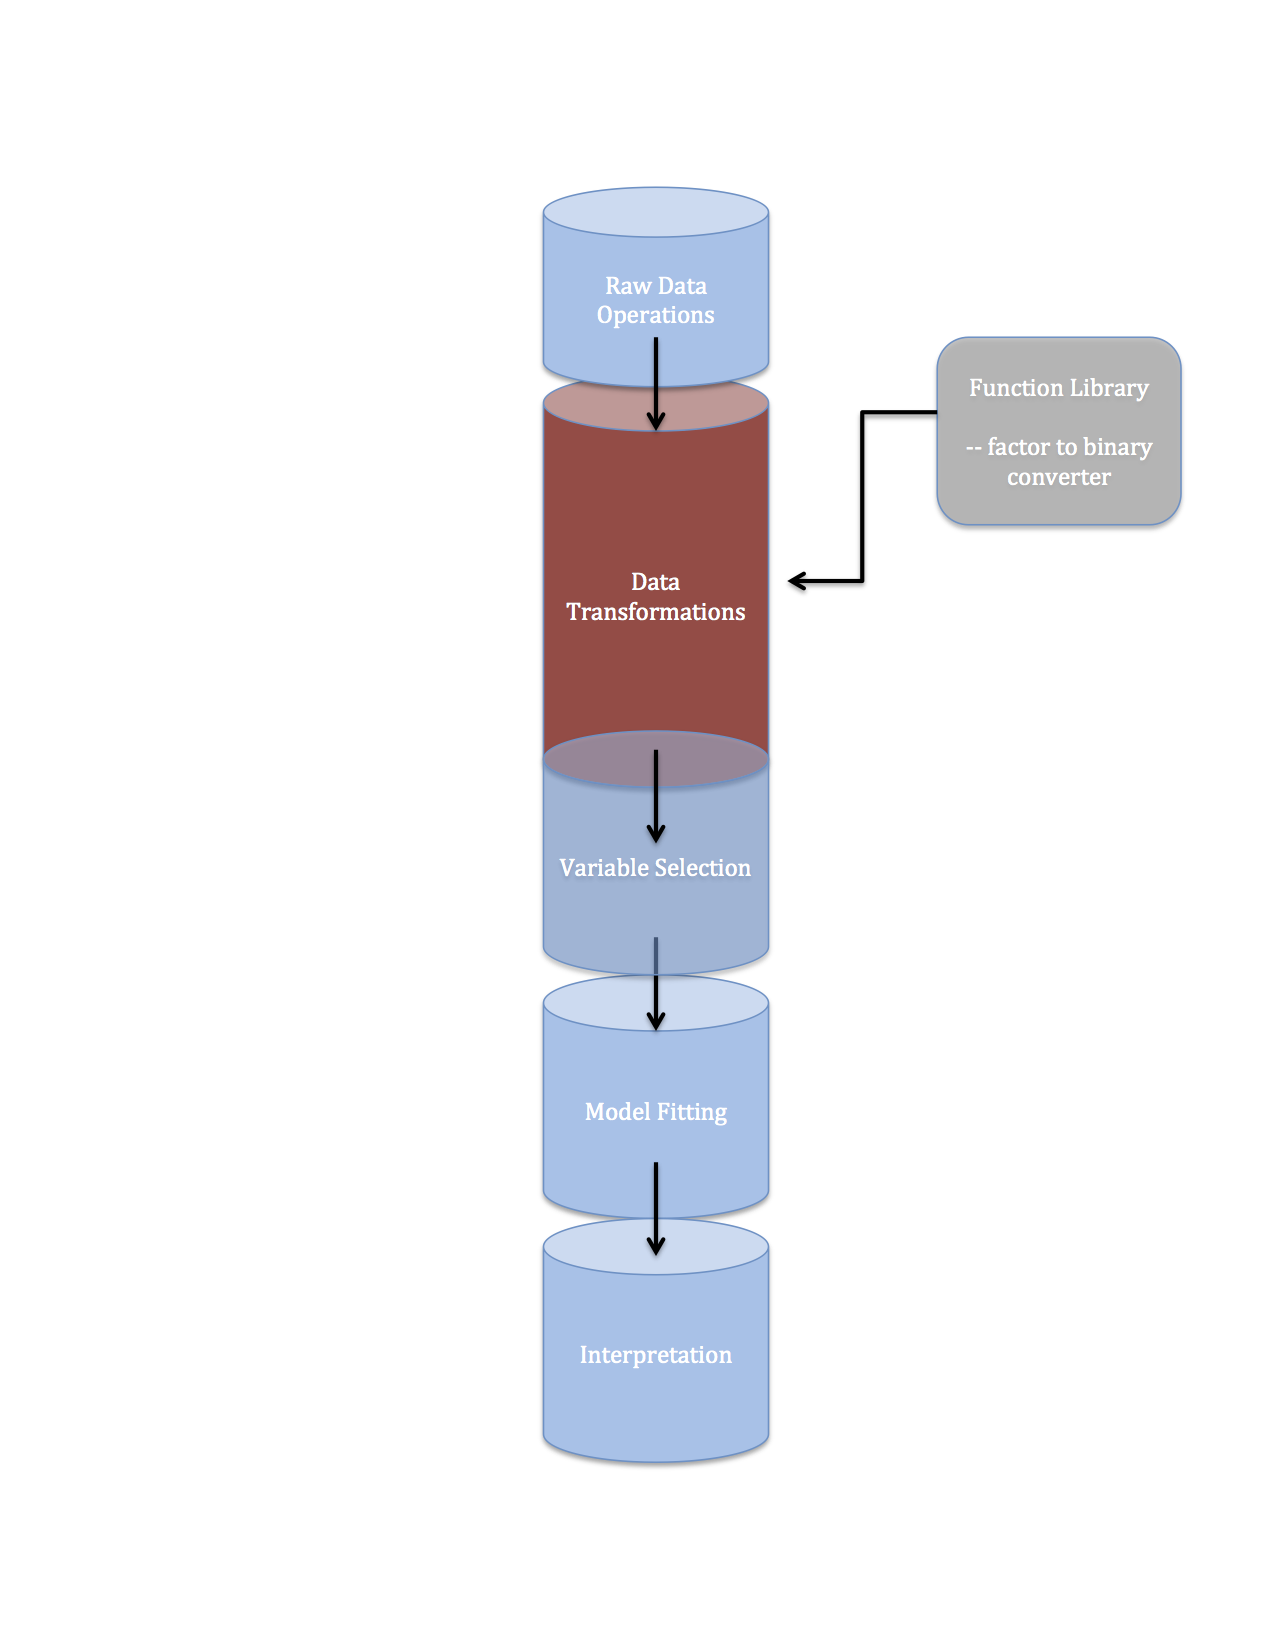 Raw Data
Operations
Function Library
-- factor to binary
converter
Data
Transformations
Variable Selection
Model Fitting
Interpretation